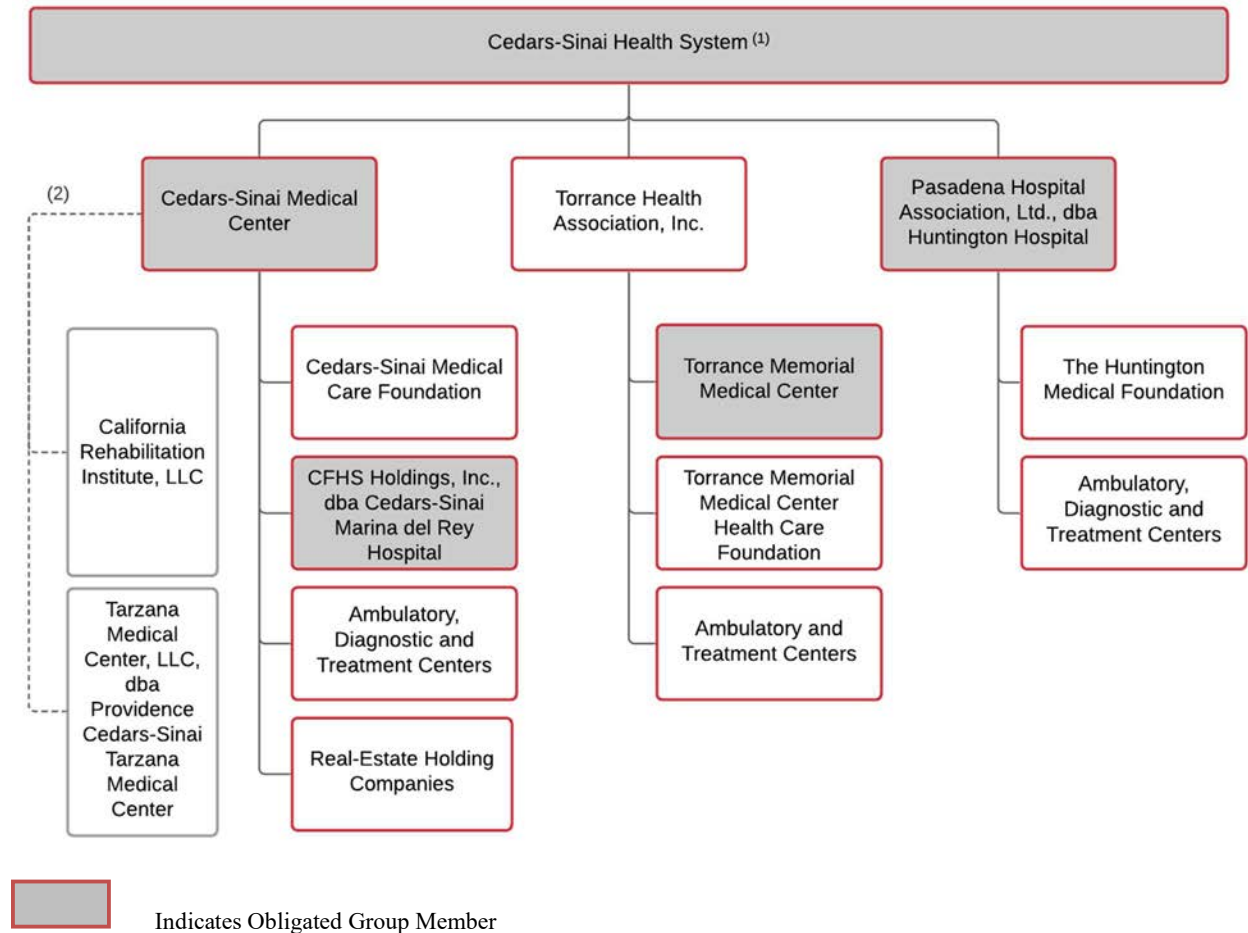 Cedars-Sinai Health System (1)
(2)
Cedars-Sinai Medical
Center
Torrance Health
Association, Inc.
Pasadena Hospital
Association, Ltd., dba
Huntington Hospital
California
Rehabilitation
Institute, LLC
Tarzana
Medical
Center, LLC,
dba
Providence
Cedars-Sinai
Tarzana
Medical
Center
Cedars-Sinai Medical
Care Foundation
CFHS Holdings, Inc.,
dba Cedars-Sinai
Marina del Rey
Hospital
Ambulatory,
Diagnostic and
Treatment Centers
Real-Estate Holding
Companies
Torrance Memorial
Medical Center
Torrance Memorial
Medical Center
Health Care
Foundation
Ambulatory and
Treatment Centers
The Huntington
Medical Foundation
Ambulatory,
Diagnostic and
Treatment Centers
Indicates Obligated Group Member